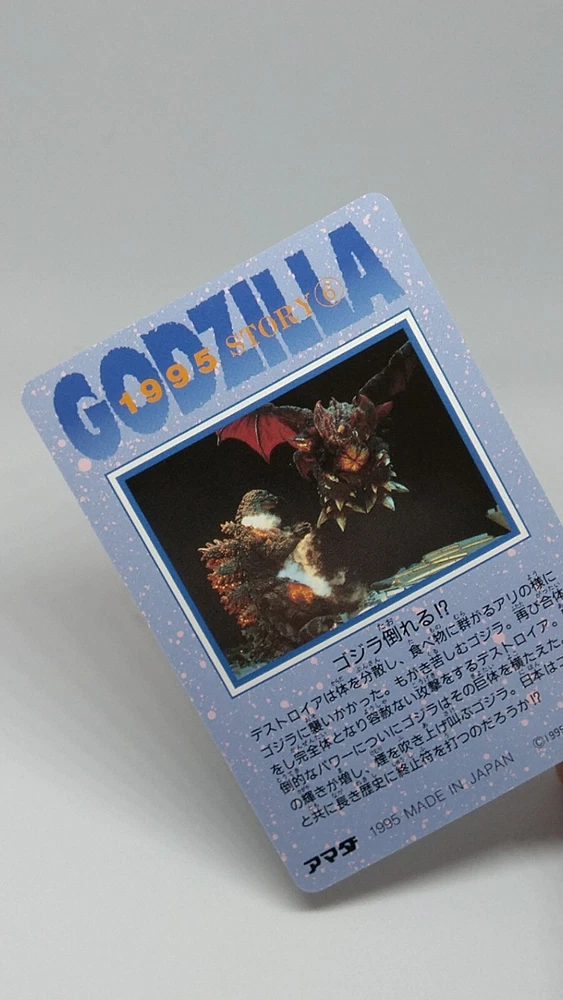 GODZILLA
1995 STORY⑥
ゴジラ倒れる!?
デストロイアは体を分散し、食べ物に群がるアリの様に
ゴジラに襲いかかった。もがき苦しむゴジラ。再び合体
をし完全体となり容赦ない攻撃をするデストロイア。
倒的なパワーについにゴジラはその巨体を横たえた。
の輝きが増し、煙を吹き上げ叫ぶゴジラ。日本はゴ
と共に長き歴史に終止符を打つのだろうか!?
アマダ 1995 MADE IN JAPAN ©1995